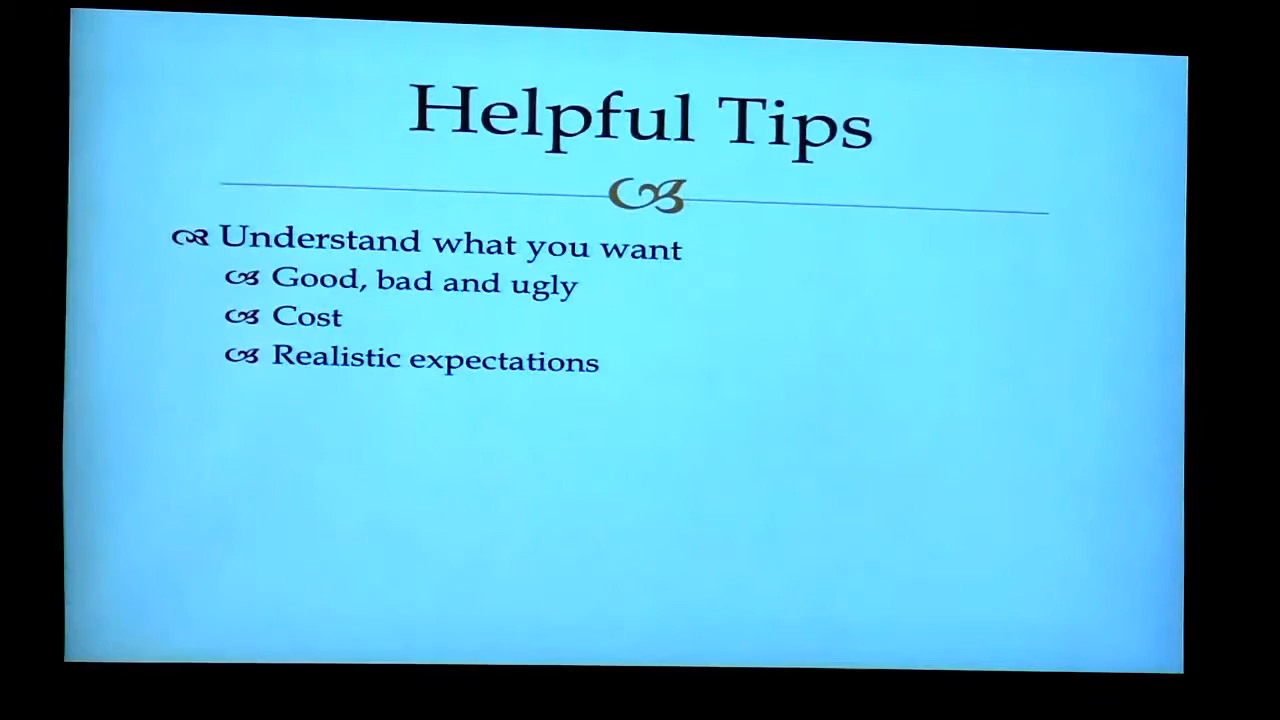 Helpful Tips
Understand what you want
Good, bad and ugly
Cost
Realistic expectations